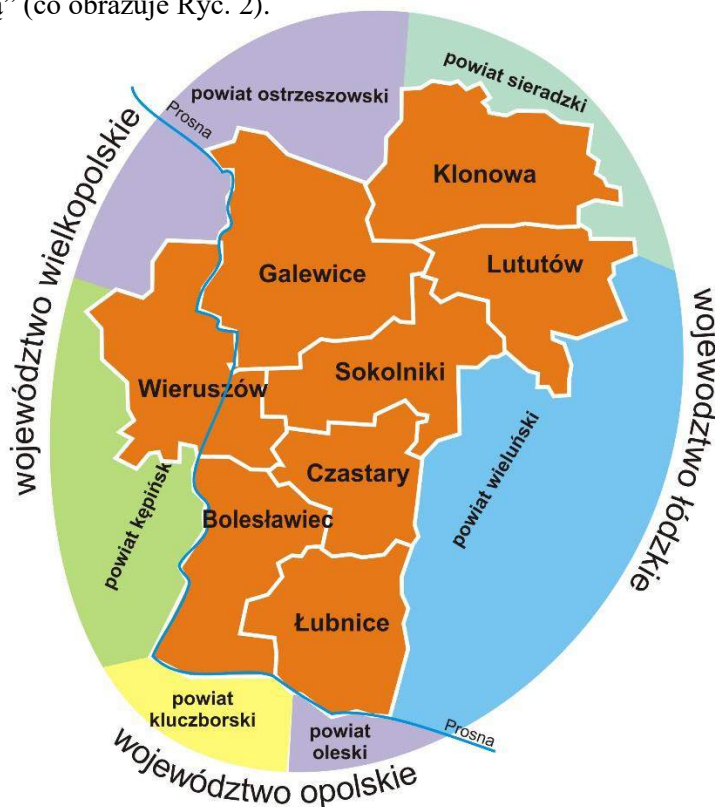 ą” (co obrazuje Ryc. 2).
powiat ostrzeszowski
powiat sieradzki
Prosna
województwo wielkopolskie
Klonowa
Galewice
Lututów
województwo łódzkie
Wieruszów
Sokolniki
powiat kępińsk
Czastary
powiat wieluński
Bolesławiec
Łubnice
powiat
kluczborski
powiat
oleski
Prosna
województwo opolskie